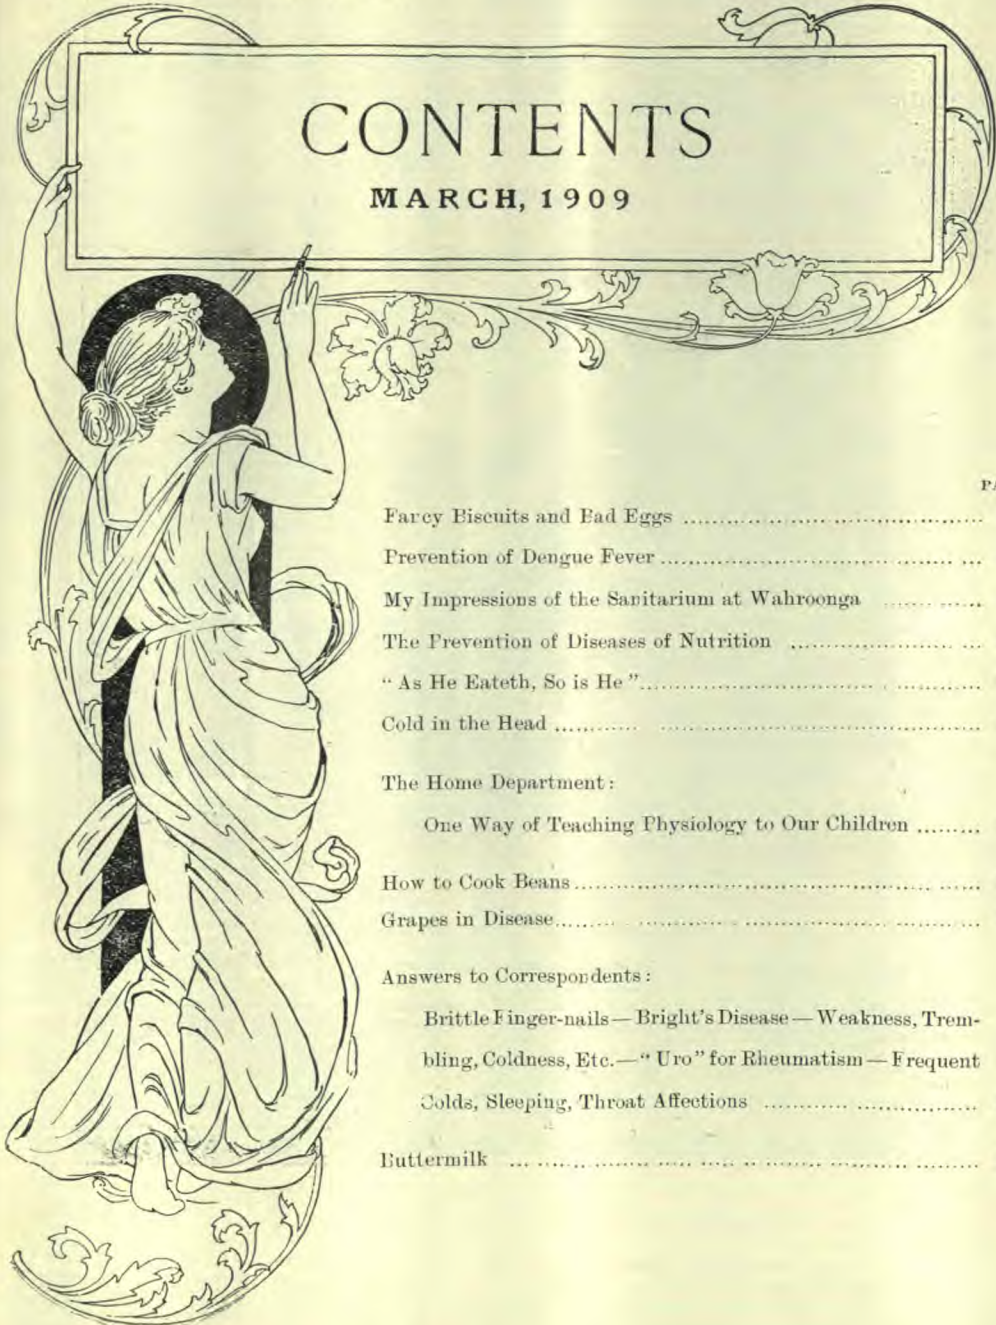 CONTENTS
MARCH, 1909
PA
Fancy Biscuits and Bad Eggs
Prevention of Dengue Fever
My Impressions of the Sanitarium at Wahroonga
The Prevention of Diseases of Nutrition
"As He Eateth, So is He"
Cold in the Head
The Home Department:
One Way of Teaching Physiology to Our Children
How to Cook Beans
Grapes in Disease
Answers to Correspondents:
Brittle Finger-nails—Bright's Disease—Weakness, Trem-
bling, Coldness, Etc.—"Uro" for Rheumatism—Frequent
Colds, Sleeping, Throat Affections
Buttermilk